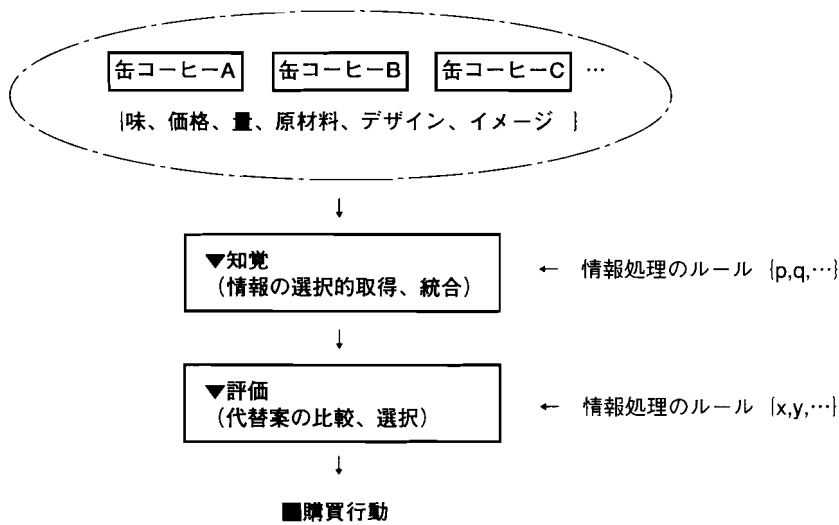 缶コーヒーA 缶コーヒーB 缶コーヒーC …
{味、価格、量、原材料、デザイン、イメージ }
↓
▼知覚
(情報の選択的取得、統合)
← 情報処理のルール {p,q,…}
↓
▼評価
(代替案の比較、選択)
← 情報処理のルール {x,y,…}
↓
■購買行動